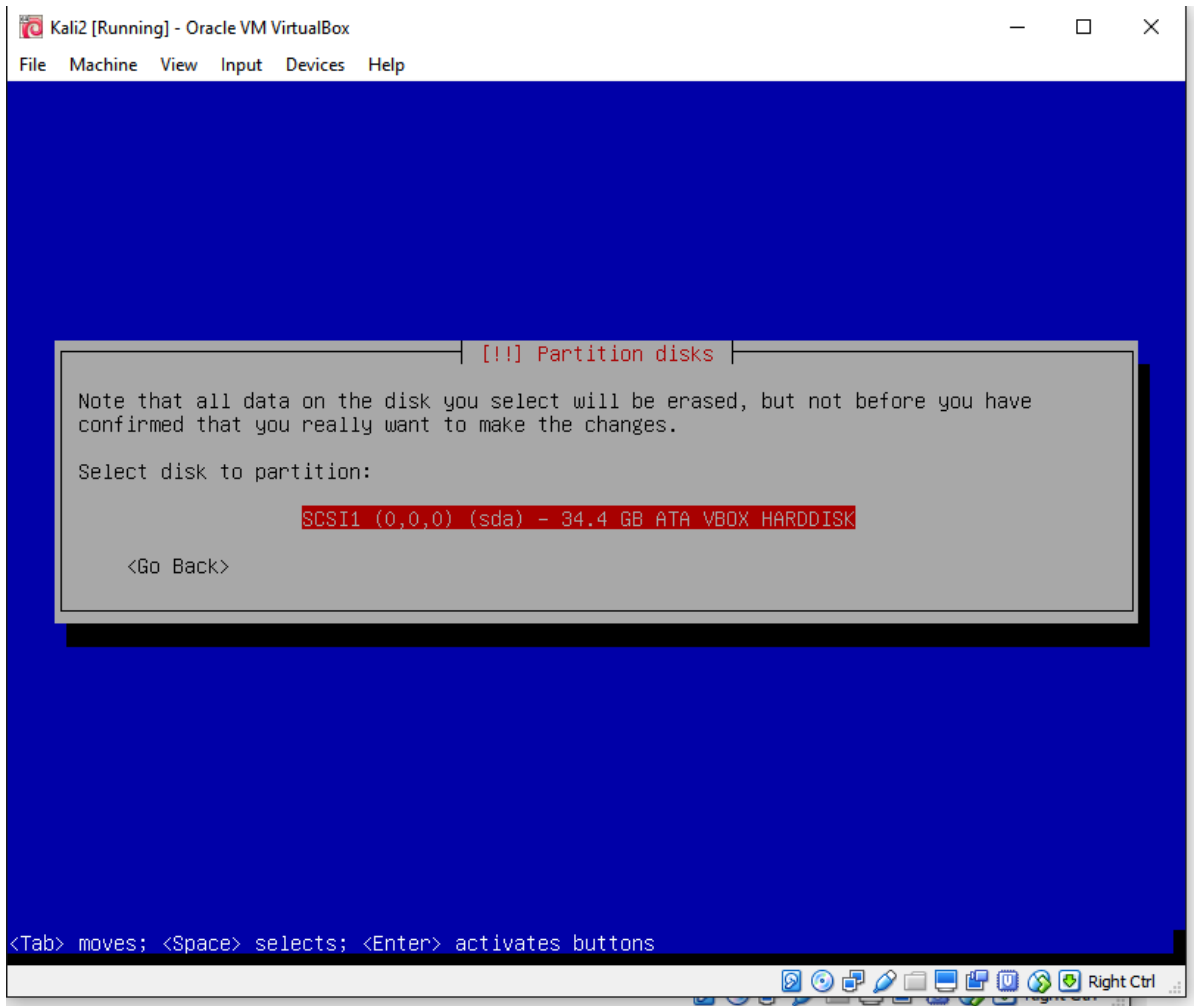 Kali2 [Running] - Oracle VM VirtualBox
File Machine View Input Devices Help
[!!] Partition disks
Note that all data on the disk you select will be erased, but not before you have
confirmed that you really want to make the changes.
Select disk to partition:
SCSI1 (0,0,0) (sda) - 34.4 GB ATA VBOX HARDDISK
<Go Back>
<Tab> moves; <Space> selects; <Enter> activates buttons
Right Ctrl